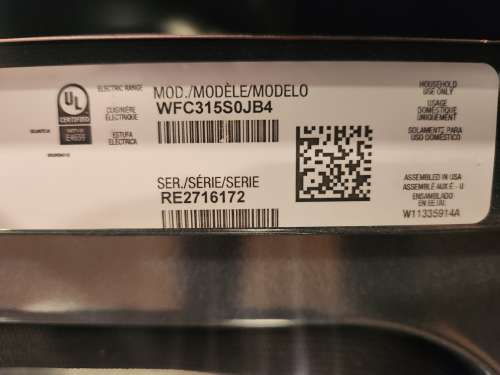 UL
CERTIFIED
ELECTRIC RANGE
CUISINIÈRE
ÉLECTRIQUE
ESTUFA
ELÉCTRICA
MOD./MODÈLE/MODELO
WFC315S0JB4
SER./SÉRIE/SERIE
RE2716172
HOUSEHOLD
USE ONLY
USAGE
DOMESTIQUE
UNIQUEMENT
SOLAMENTE PARA
USO DOMÉSTICO
ASSEMBLED IN USA
ASSEMBLÉ AUX É.-U.
ENSAMBLADO
EN EE.UU.
W11335914A